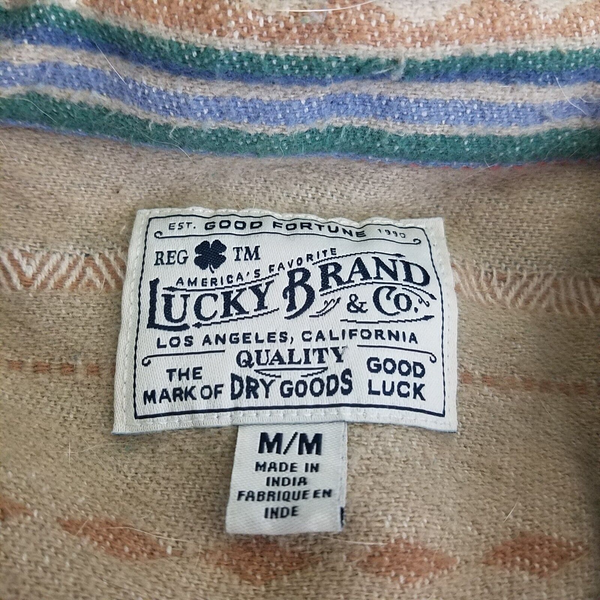 EST. GOOD FORTUNE 1990
REG TM
AMERICA'S FAVORITE
LUCKY BRAND
& CO.
LOS ANGELES, CALIFORNIA
QUALITY
THE MARK OF DRY GOODS GOOD LUCK
M/M
MADE IN
INDIA
FABRIQUE EN
INDE